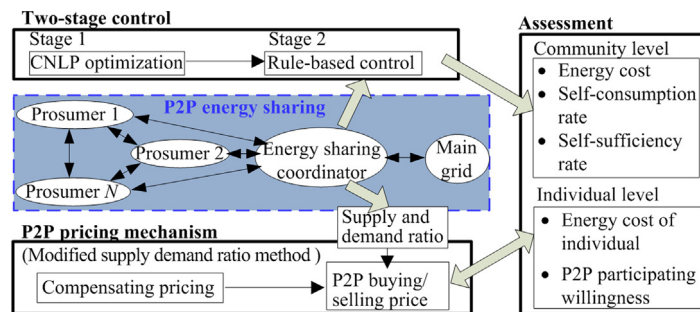 Two-stage control
Stage 1
Stage 2
CNLP optimization
Rule-based control
P2P energy sharing
Prosumer 1
Prosumer 2
Prosumer N
Energy sharing
coordinator
Main
grid
Supply and
demand ratio
P2P pricing mechanism
(Modified supply demand ratio method )
Compensating pricing
P2P buying/
selling price
Assessment
Community level
• Energy cost
• Self-consumption
rate
• Self-sufficiency
rate
Individual level
• Energy cost of
individual
• P2P participating
willingness